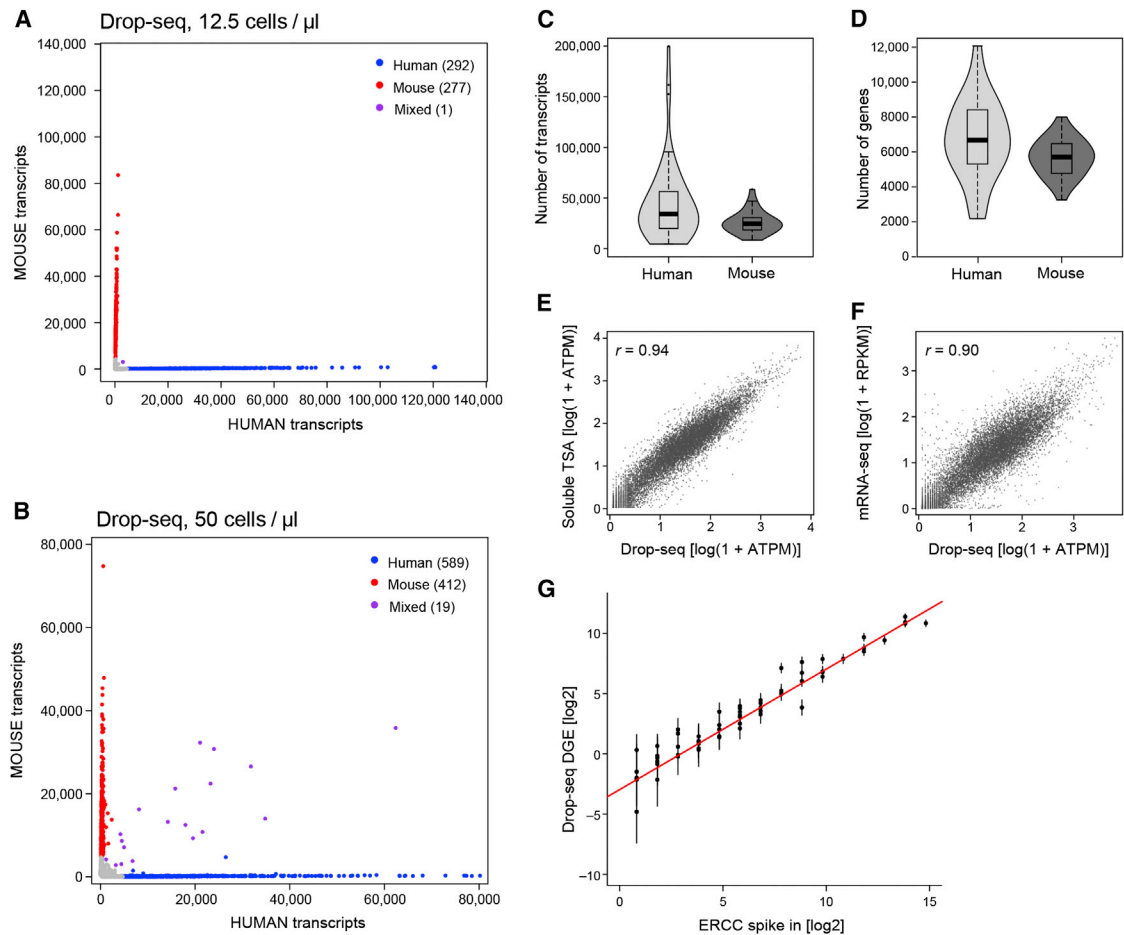 A
Drop-seq, 12.5 cells / µl
140,000
120,000
100,000
80,000
60,000
40,000
20,000
0
MOUSE transcripts
Human (292)
Mouse (277)
Mixed (1)
0
20,000
40,000
60,000
80,000
100,000
120,000
140,000
HUMAN transcripts
B
Drop-seq, 50 cells / µl
80,000
60,000
40,000
20,000
0
MOUSE transcripts
Human (589)
Mouse (412)
Mixed (19)
0
20,000
40,000
60,000
80,000
HUMAN transcripts
C
200,000
150,000
100,000
50,000
0
Number of transcripts
Human
Mouse
D
12,000
10,000
8000
6000
4000
2000
0
Number of genes
Human
Mouse
E
4
3
2
1
0
Soluble TSA [log(1 + ATPM)]
r = 0.94
0
1
2
3
4
Drop-seq [log(1 + ATPM)]
F
3
2
1
0
mRNA-seq [log(1 + RPKM)]
r = 0.90
0
1
2
3
Drop-seq [log(1 + ATPM)]
G
10
5
0
−5
−10
Drop-seq DGE [log2]
0
5
10
15
ERCC spike in [log2]